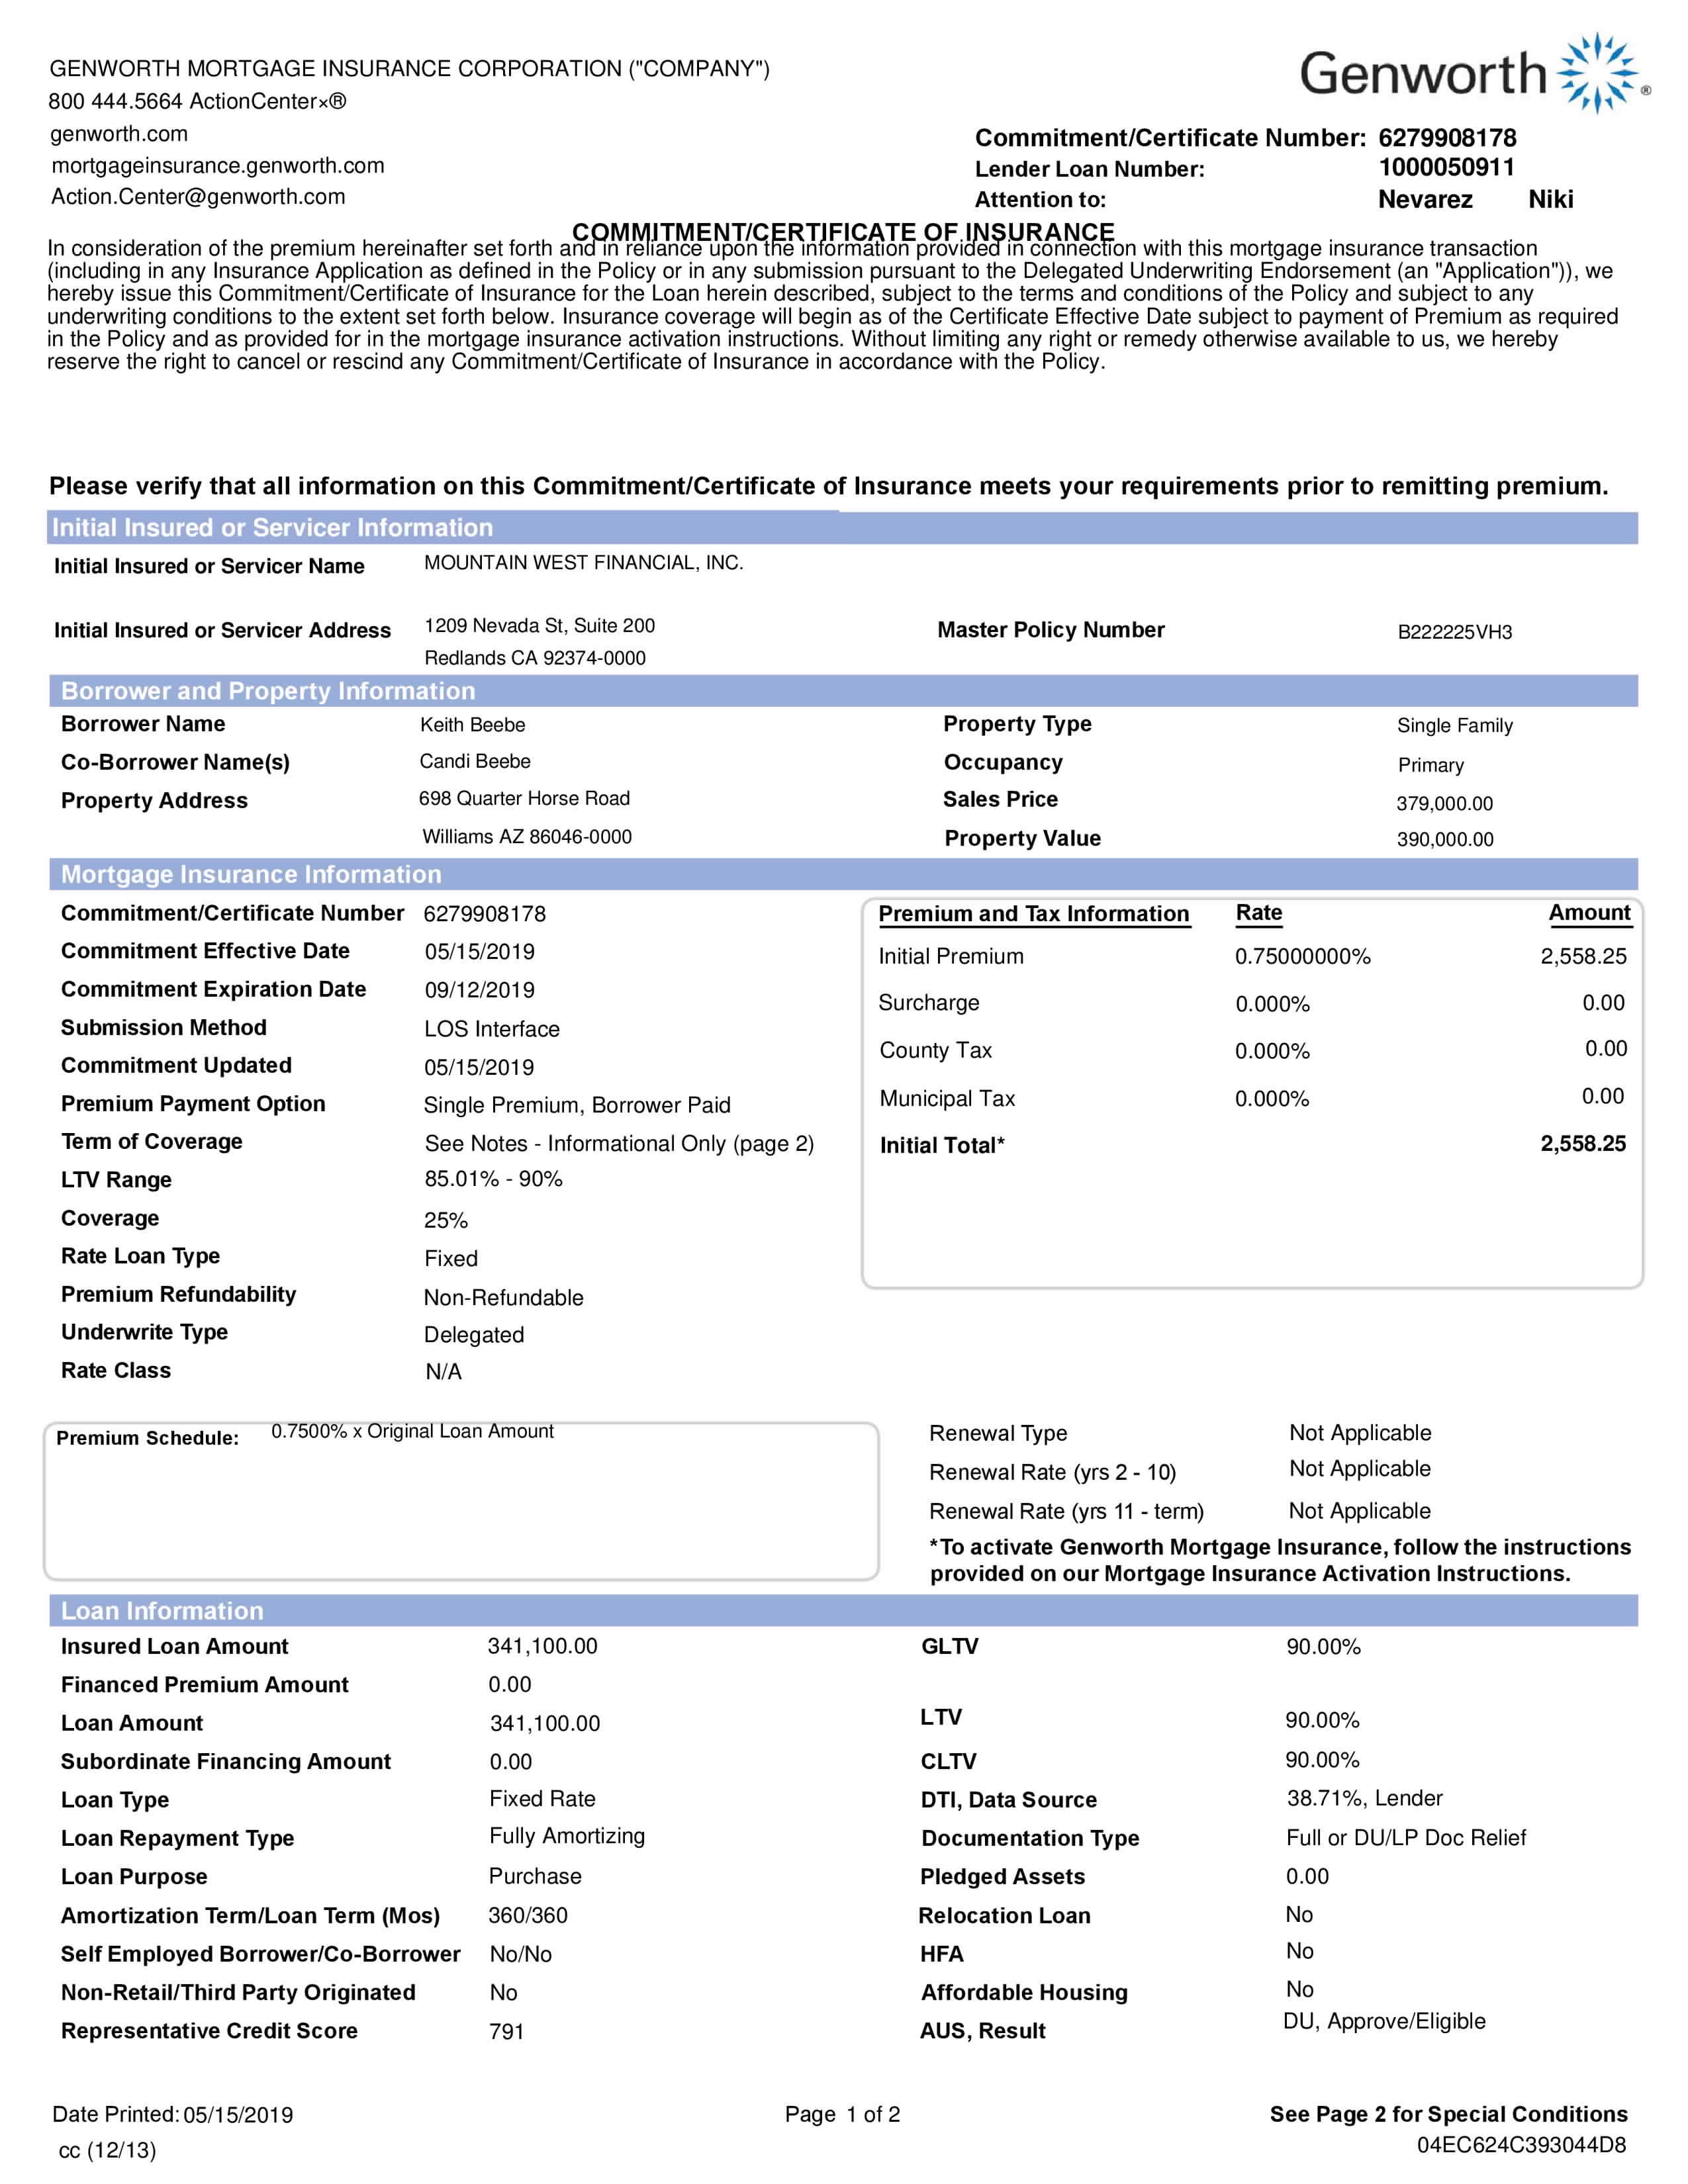 GENWORTH MORTGAGE INSURANCE CORPORATION ("COMPANY")
800 444.5664 ActionCenter×®
genworth.com
mortgageinsurance.genworth.com
Action.Center@genworth.com
Genworth ®
Commitment/Certificate Number: 6279908178
Lender Loan Number: 1000050911
Attention to: Nevarez Niki
COMMITMENT/CERTIFICATE OF INSURANCE
In consideration of the premium hereinafter set forth and in reliance upon the information provided in connection with this mortgage insurance transaction
(including in any Insurance Application as defined in the Policy or in any submission pursuant to the Delegated Underwriting Endorsement (an "Application")), we
hereby issue this Commitment/Certificate of Insurance for the Loan herein described, subject to the terms and conditions of the Policy and subject to any
underwriting conditions to the extent set forth below. Insurance coverage will begin as of the Certificate Effective Date subject to payment of Premium as required
in the Policy and as provided for in the mortgage insurance activation instructions. Without limiting any right or remedy otherwise available to us, we hereby
reserve the right to cancel or rescind any Commitment/Certificate of Insurance in accordance with the Policy.
Please verify that all information on this Commitment/Certificate of Insurance meets your requirements prior to remitting premium.
Initial Insured or Servicer Information
Initial Insured or Servicer Name MOUNTAIN WEST FINANCIAL, INC.
Initial Insured or Servicer Address 1209 Nevada St, Suite 200 Master Policy Number B222225VH3
Redlands CA 92374-0000
Borrower and Property Information
Borrower Name Keith Beebe Property Type Single Family
Co-Borrower Name(s) Candi Beebe Occupancy Primary
Property Address 698 Quarter Horse Road Sales Price 379,000.00
Williams AZ 86046-0000 Property Value 390,000.00
Mortgage Insurance Information
Commitment/Certificate Number 6279908178
Commitment Effective Date 05/15/2019
Commitment Expiration Date 09/12/2019
Submission Method LOS Interface
Commitment Updated 05/15/2019
Premium Payment Option Single Premium, Borrower Paid
Term of Coverage See Notes - Informational Only (page 2)
LTV Range 85.01% - 90%
Coverage 25%
Rate Loan Type Fixed
Premium Refundability Non-Refundable
Underwrite Type Delegated
Rate Class N/A
Premium and Tax Information Rate Amount
Initial Premium 0.75000000% 2,558.25
Surcharge 0.000% 0.00
County Tax 0.000% 0.00
Municipal Tax 0.000% 0.00
Initial Total* 2,558.25
Premium Schedule: 0.7500% x Original Loan Amount
Renewal Type Not Applicable
Renewal Rate (yrs 2 - 10) Not Applicable
Renewal Rate (yrs 11 - term) Not Applicable
*To activate Genworth Mortgage Insurance, follow the instructions
provided on our Mortgage Insurance Activation Instructions.
Loan Information
Insured Loan Amount 341,100.00 GLTV 90.00%
Financed Premium Amount 0.00
Loan Amount 341,100.00 LTV 90.00%
Subordinate Financing Amount 0.00 CLTV 90.00%
Loan Type Fixed Rate DTI, Data Source 38.71%, Lender
Loan Repayment Type Fully Amortizing Documentation Type Full or DU/LP Doc Relief
Loan Purpose Purchase Pledged Assets 0.00
Amortization Term/Loan Term (Mos) 360/360 Relocation Loan No
Self Employed Borrower/Co-Borrower No/No HFA No
Non-Retail/Third Party Originated No Affordable Housing No
Representative Credit Score 791 AUS, Result DU, Approve/Eligible
Date Printed: 05/15/2019 Page 1 of 2 See Page 2 for Special Conditions
cc (12/13) 04EC624C393044D8